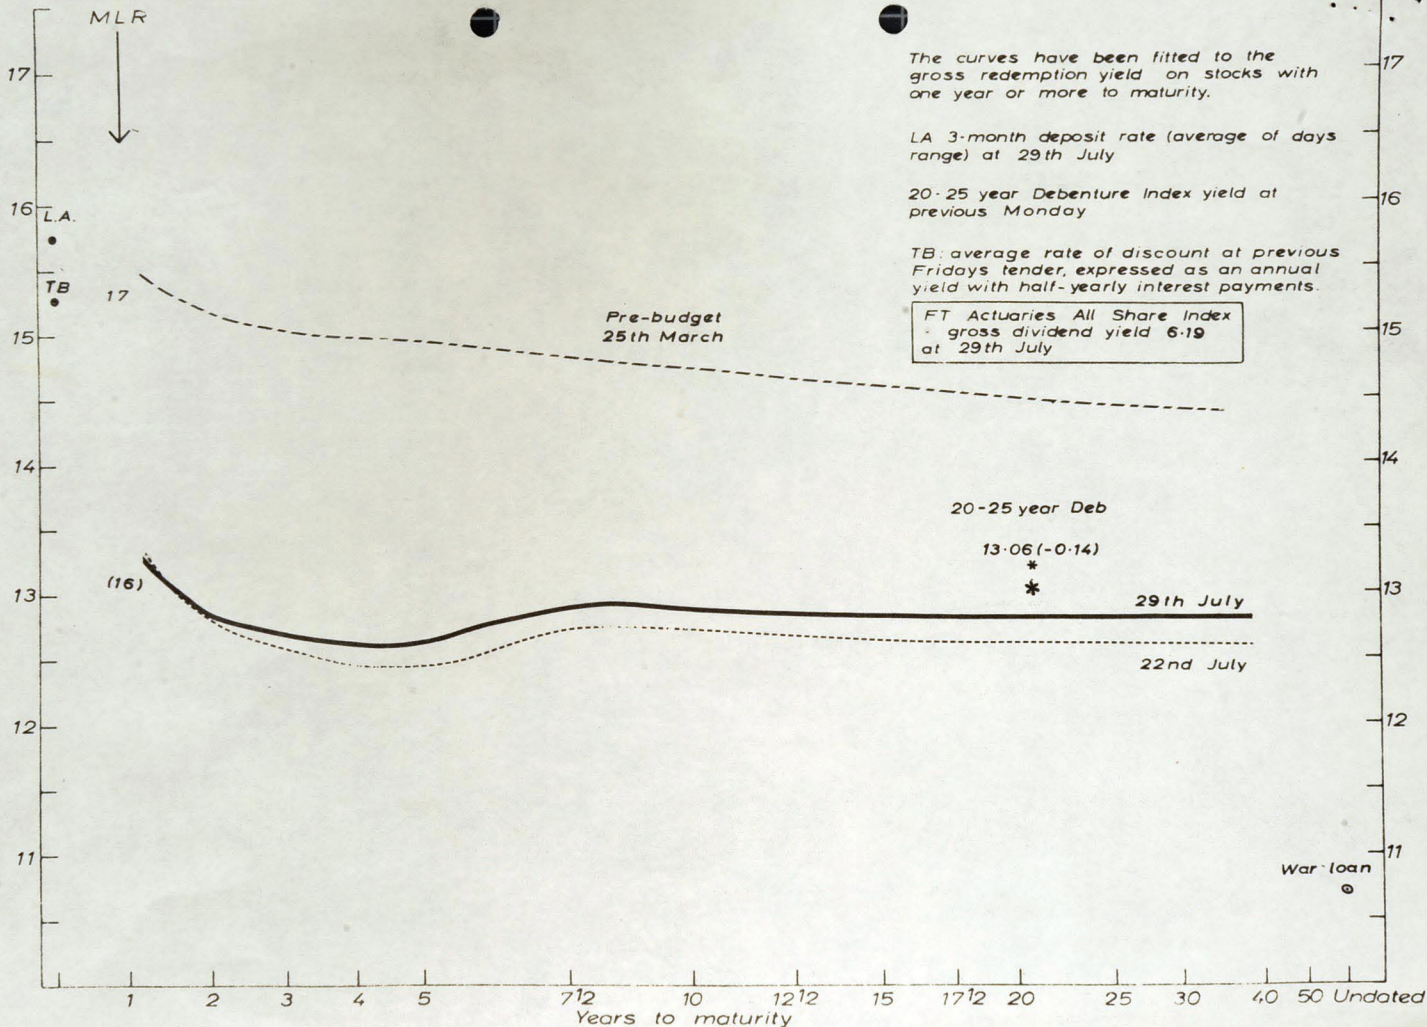 MLR
17
16
L.A.
TB
17
15
14
13
(16)
12
11
The curves have been fitted to the
gross redemption yield on stocks with
one year or more to maturity.
LA 3-month deposit rate (average of days
range) at 29th July
20-25 year Debenture Index yield at
previous Monday
TB: average rate of discount at previous
Fridays tender, expressed as an annual
yield with half-yearly interest payments.
FT Actuaries All Share Index
- gross dividend yield 6·19
at 29th July
Pre-budget
25th March
20-25 year Deb
13·06 (-0·14)
29th July
22nd July
War loan
17
16
15
14
13
12
11
1 2 3 4 5 7 12 10 12 12 15 17 12 20 25 30 40 50 Undated
Years to maturity